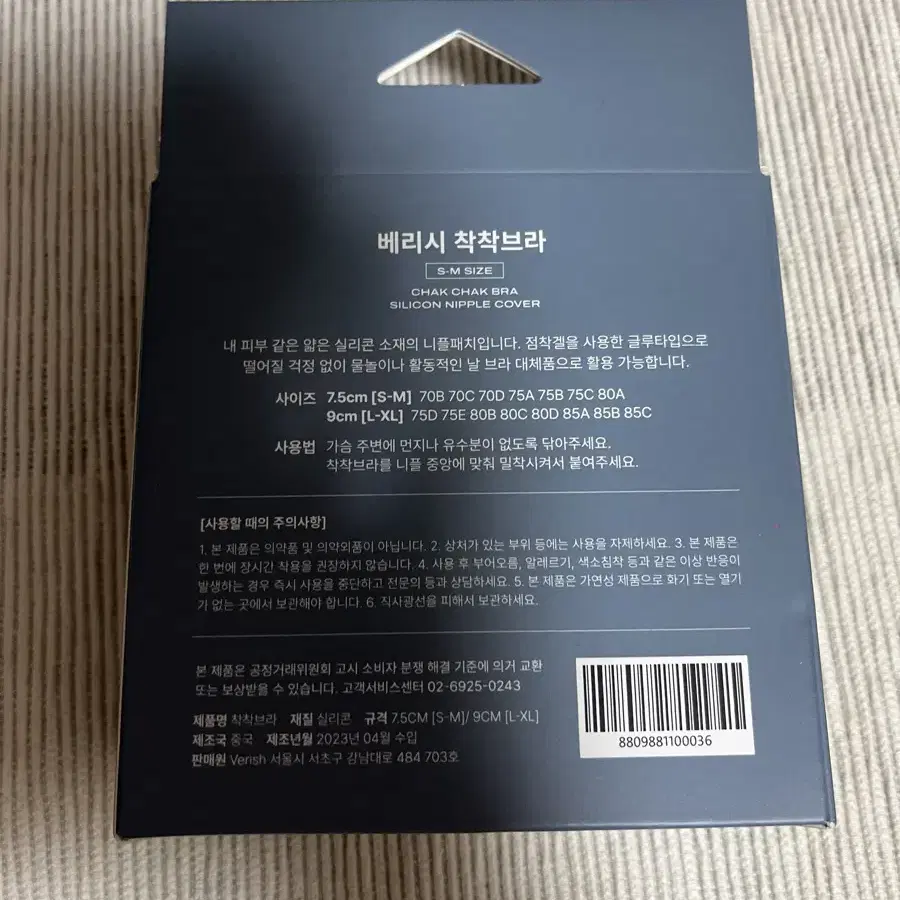 베리시 착착브라
S-M SIZE
CHAK CHAK BRA
SILICON NIPPLE COVER
내 피부 같은 얇은 실리콘 소재의 니플패치입니다. 점착겔을 사용한 글루타입으로
떨어질 걱정 없이 물놀이나 활동적인 날 브라 대체품으로 활용 가능합니다.
사이즈 7.5cm [S-M] 70B 70C 70D 75A 75B 75C 80A
9cm [L-XL] 75D 75E 80B 80C 80D 85A 85B 85C
사용법 가슴 주변에 먼지나 유수분이 없도록 닦아주세요.
착착브라를 니플 중앙에 맞춰 밀착시켜서 붙여주세요.
[사용할 때의 주의사항]
1. 본 제품은 의약품 및 의약외품이 아닙니다. 2. 상처가 있는 부위 등에는 사용을 자제하세요. 3. 본 제품은
한 번에 장시간 착용을 권장하지 않습니다. 4. 사용 후 부어오름, 알레르기, 색소침착 등과 같은 이상 반응이
발생하는 경우 즉시 사용을 중단하고 전문의 등과 상담하세요. 5. 본 제품은 가연성 제품으로 화기 또는 열기
가 없는 곳에서 보관해야 합니다. 6. 직사광선을 피해서 보관하세요.
본 제품은 공정거래위원회 고시 소비자 분쟁 해결 기준에 의거 교환
또는 보상받을 수 있습니다. 고객서비스센터 02-6925-0243
제품명 착착브라 재질 실리콘 규격 7.5CM [S-M]/ 9CM [L-XL]
제조국 중국 제조년월 2023년 04월 수입
판매원 Verish 서울시 서초구 강남대로 484 703호
8809881100036